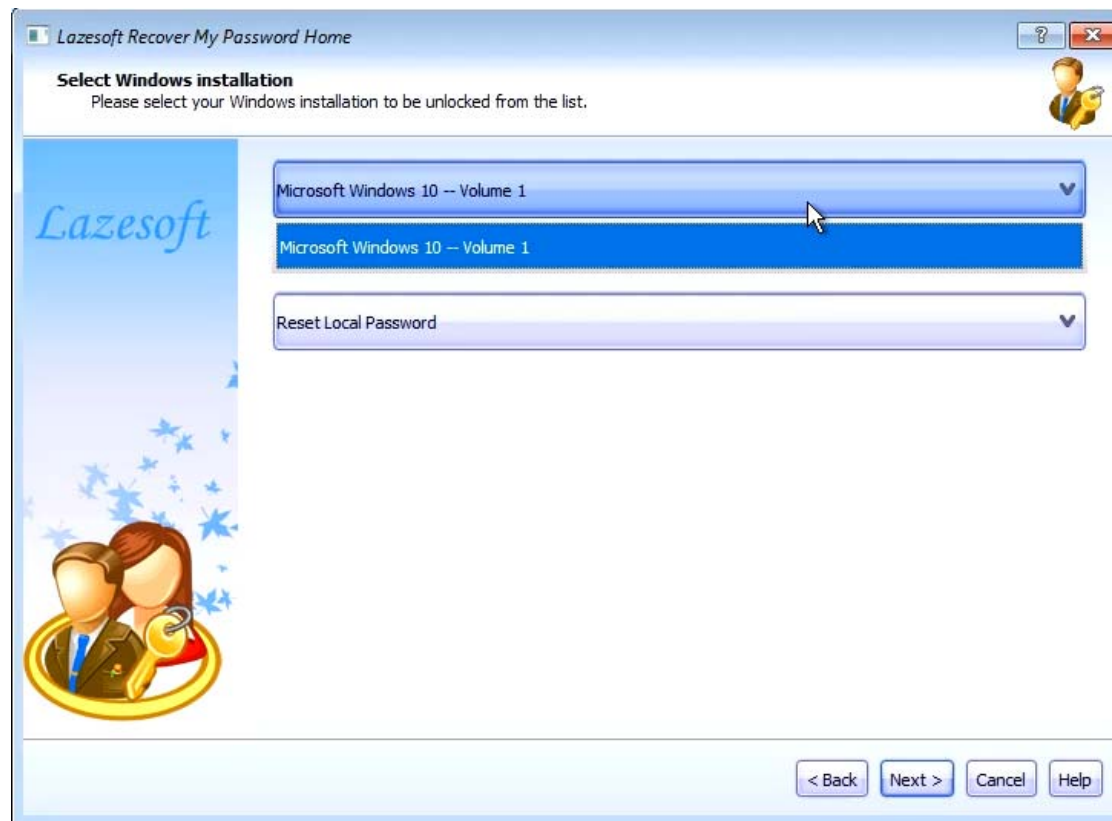 Lazesoft Recover My Password Home
Select Windows installation
Please select your Windows installation to be unlocked from the list.
Lazesoft
Microsoft Windows 10 -- Volume 1
Microsoft Windows 10 -- Volume 1
Reset Local Password
< Back Next > Cancel Help